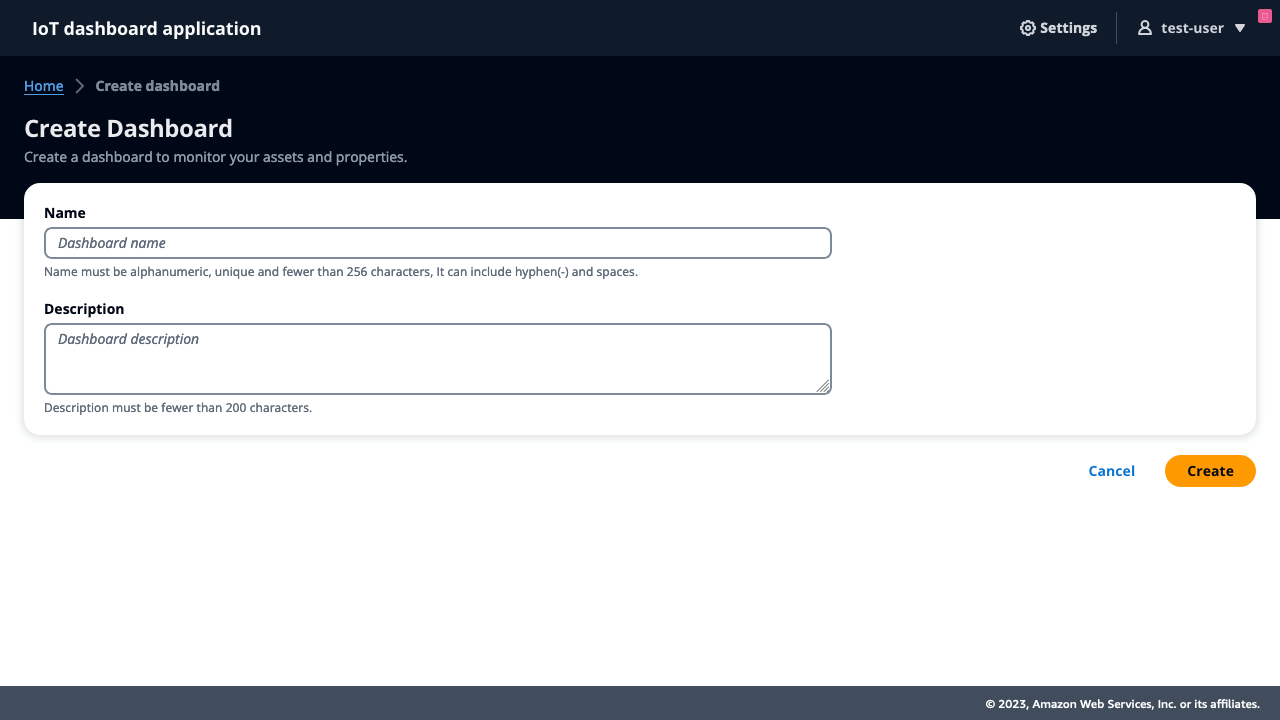 IoT dashboard application
Settings
test-user
Home
Create dashboard
Create Dashboard
Create a dashboard to monitor your assets and properties.
Name
Dashboard name
Name must be alphanumeric, unique and fewer than 256 characters, It can include hyphen(-) and spaces.
Description
Dashboard description
Description must be fewer than 200 characters.
Cancel
Create
© 2023, Amazon Web Services, Inc. or its affiliates.